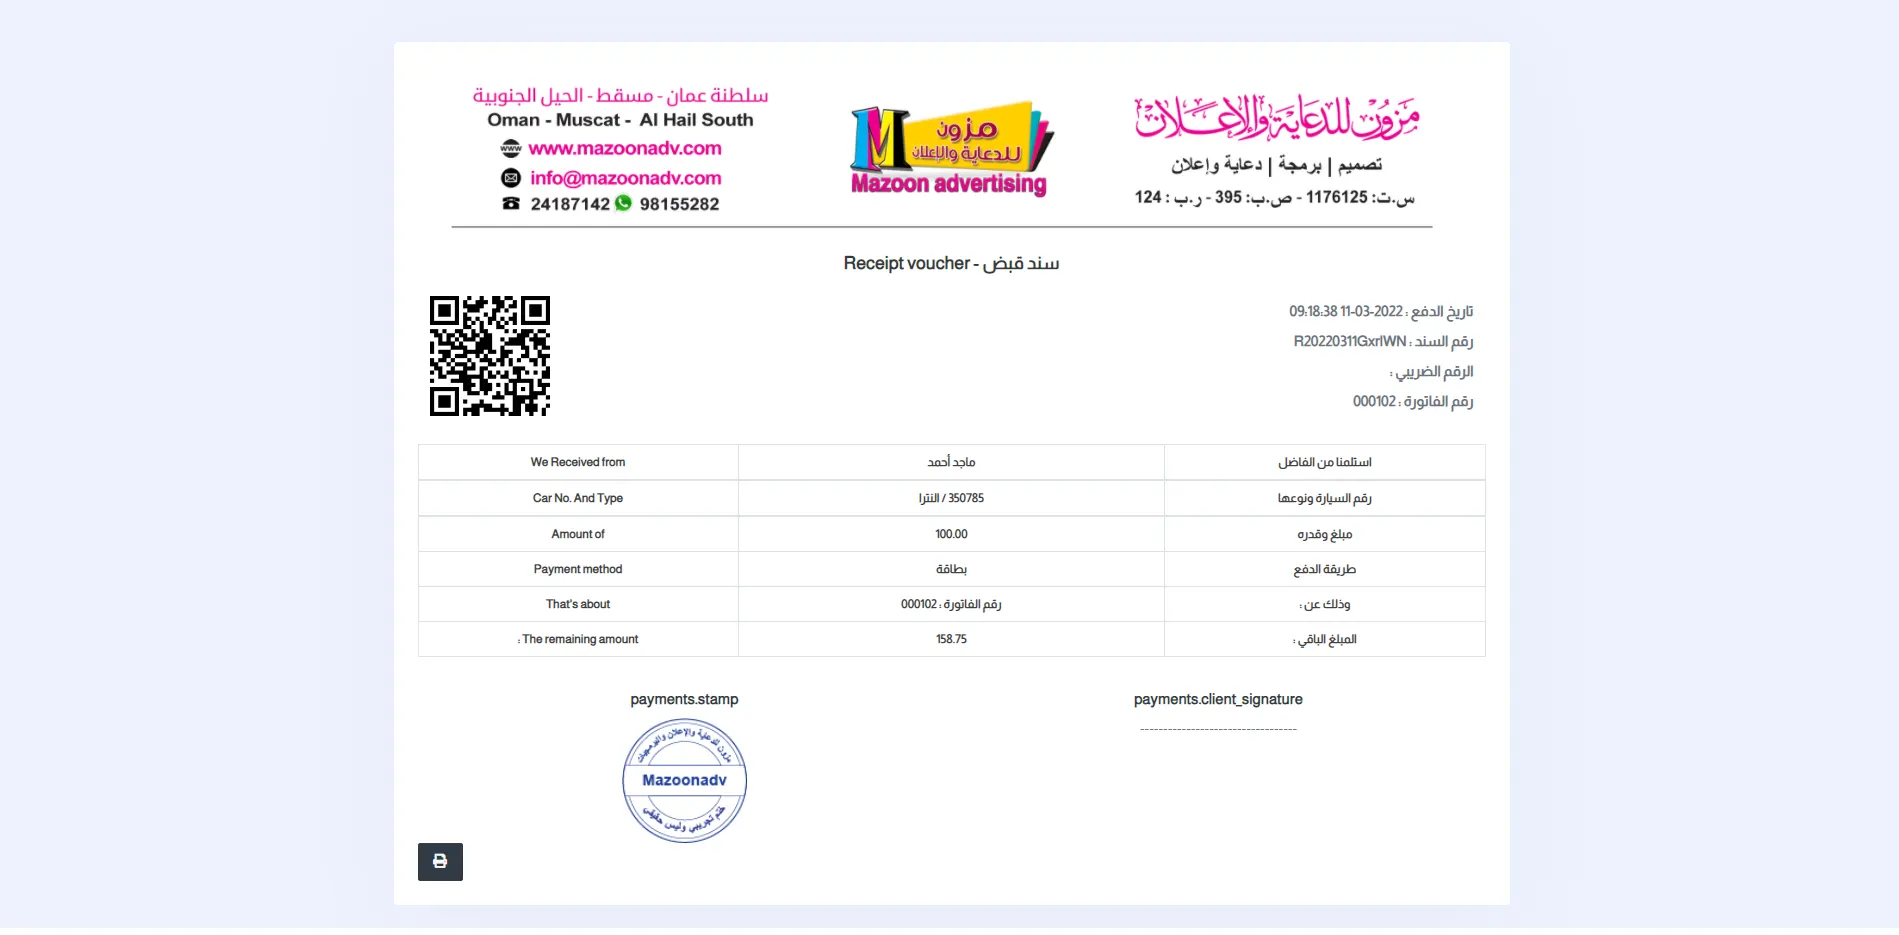 سلطنة عمان - مسقط - الحيل الجنوبية
Oman - Muscat - Al Hail South
www.mazoonadv.com
info@mazoonadv.com
24187142 98155282
مزون
للدعاية والإعلان
Mazoon advertising
مزون للدعاية والإعلان
تصميم | برمجة | دعاية وإعلان
س.ت: 1176125 - ص.ب: 395 - ر.ب : 124
Receipt voucher - سند قبض
تاريخ الدفع : 2022-03-11 09:18:38
رقم السند : R20220311GxrIWN
الرقم الضريبي :
رقم الفاتورة : 000102
We Received from ماجد أحمد استلمنا من الفاضل
Car No. And Type 350785 / النترا رقم السيارة ونوعها
Amount of 100.00 مبلغ وقدره
Payment method بطاقة طريقة الدفع
That's about رقم الفاتورة : 000102 وذلك عن :
: The remaining amount 158.75 المبلغ الباقي :
payments.stamp
payments.client_signature
---------------------------------
مزون للدعاية والإعلان والبرمجيات
Mazoonadv
ختم تجريبي وليس حقيقي